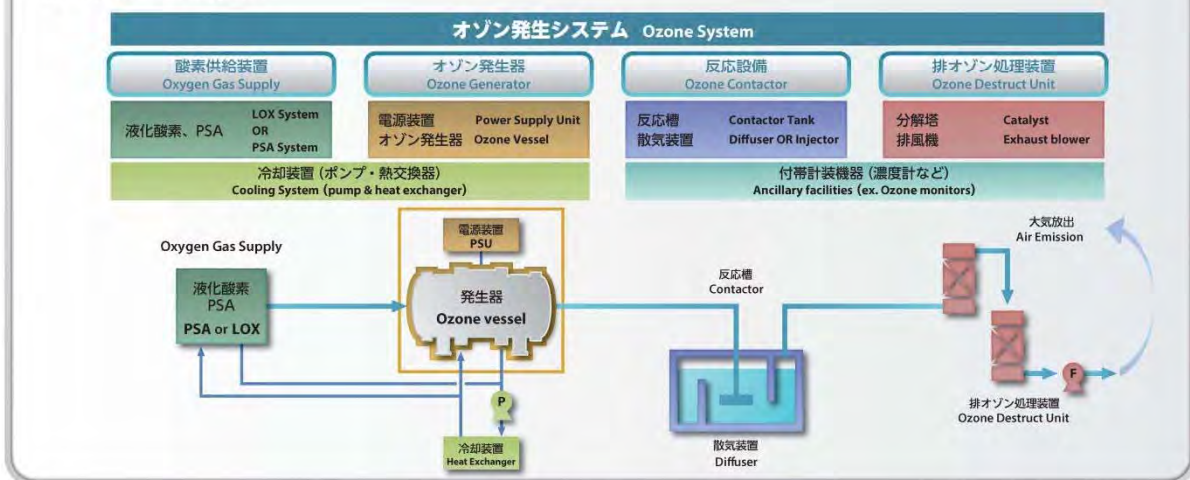 オゾン発生システム Ozone System
酸素供給装置
Oxygen Gas Supply
オゾン発生器
Ozone Generator
反応設備
Ozone Contactor
排オゾン処理装置
Ozone Destruct Unit
液化酸素、PSA
LOX System
OR
PSA System
電源装置 Power Supply Unit
オゾン発生器 Ozone Vessel
反応槽 Contactor Tank
散気装置 Diffuser OR Injector
分解塔 Catalyst
排風機 Exhaust blower
冷却装置 (ポンプ・熱交換器)
Cooling System (pump & heat exchanger)
付帯計装機器 (濃度計など)
Ancillary facilities (ex. Ozone monitors)
Oxygen Gas Supply
液化酸素
PSA
PSA or LOX
電源装置
PSU
発生器
Ozone vessel
P
冷却装置
Heat Exchanger
反応槽
Contactor
散気装置
Diffuser
大気放出
Air Emission
F
排オゾン処理装置
Ozone Destruct Unit